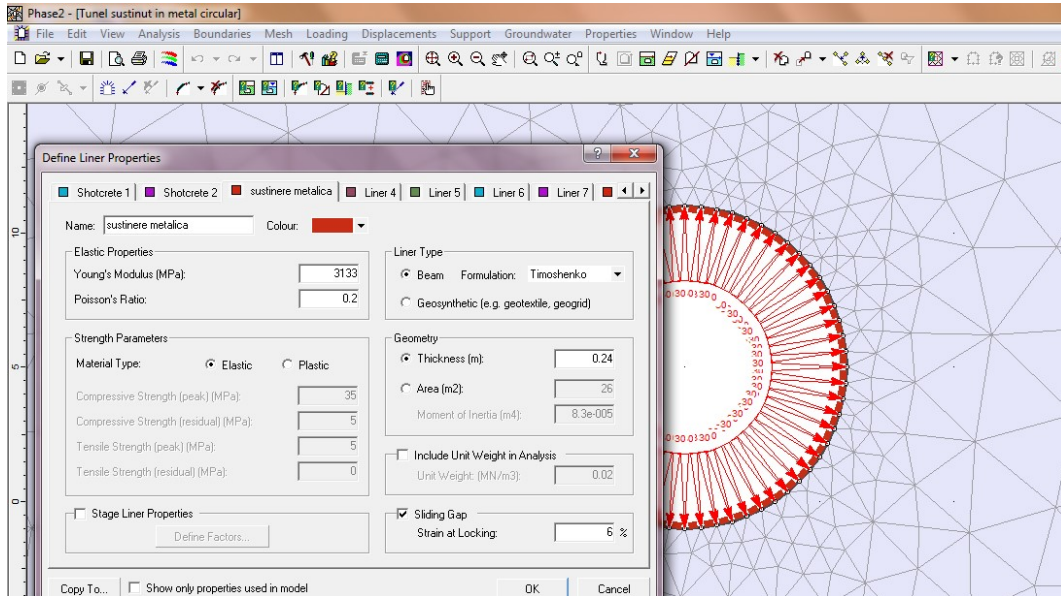 Phase2 - [Tunel sustinut in metal circular]
File Edit View Analysis Boundaries Mesh Loading Displacements Support Groundwater Properties Window Help
Define Liner Properties
Shotcrete 1 Shotcrete 2 sustinere metalica Liner 4 Liner 5 Liner 6 Liner 7
Name: sustinere metalica Colour:
Elastic Properties
Young's Modulus (MPa): 3133
Poisson's Ratio: 0.2
Liner Type
Beam Formulation: Timoshenko
Geosynthetic (e.g. geotextile, geogrid)
Strength Parameters
Material Type: Elastic Plastic
Compressive Strength (peak) (MPa): 35
Compressive Strength (residual) (MPa): 5
Tensile Strength (peak) (MPa): 5
Tensile Strength (residual) (MPa): 0
Geometry
Thickness (m): 0.24
Area (m2): 26
Moment of Inertia (m4): 8.3e-005
Include Unit Weight in Analysis
Unit Weight: (MN/m3): 0.02
Stage Liner Properties
Define Factors...
Sliding Gap
Strain at Locking: 6 %
Copy To... Show only properties used in model OK Cancel
10
5
0